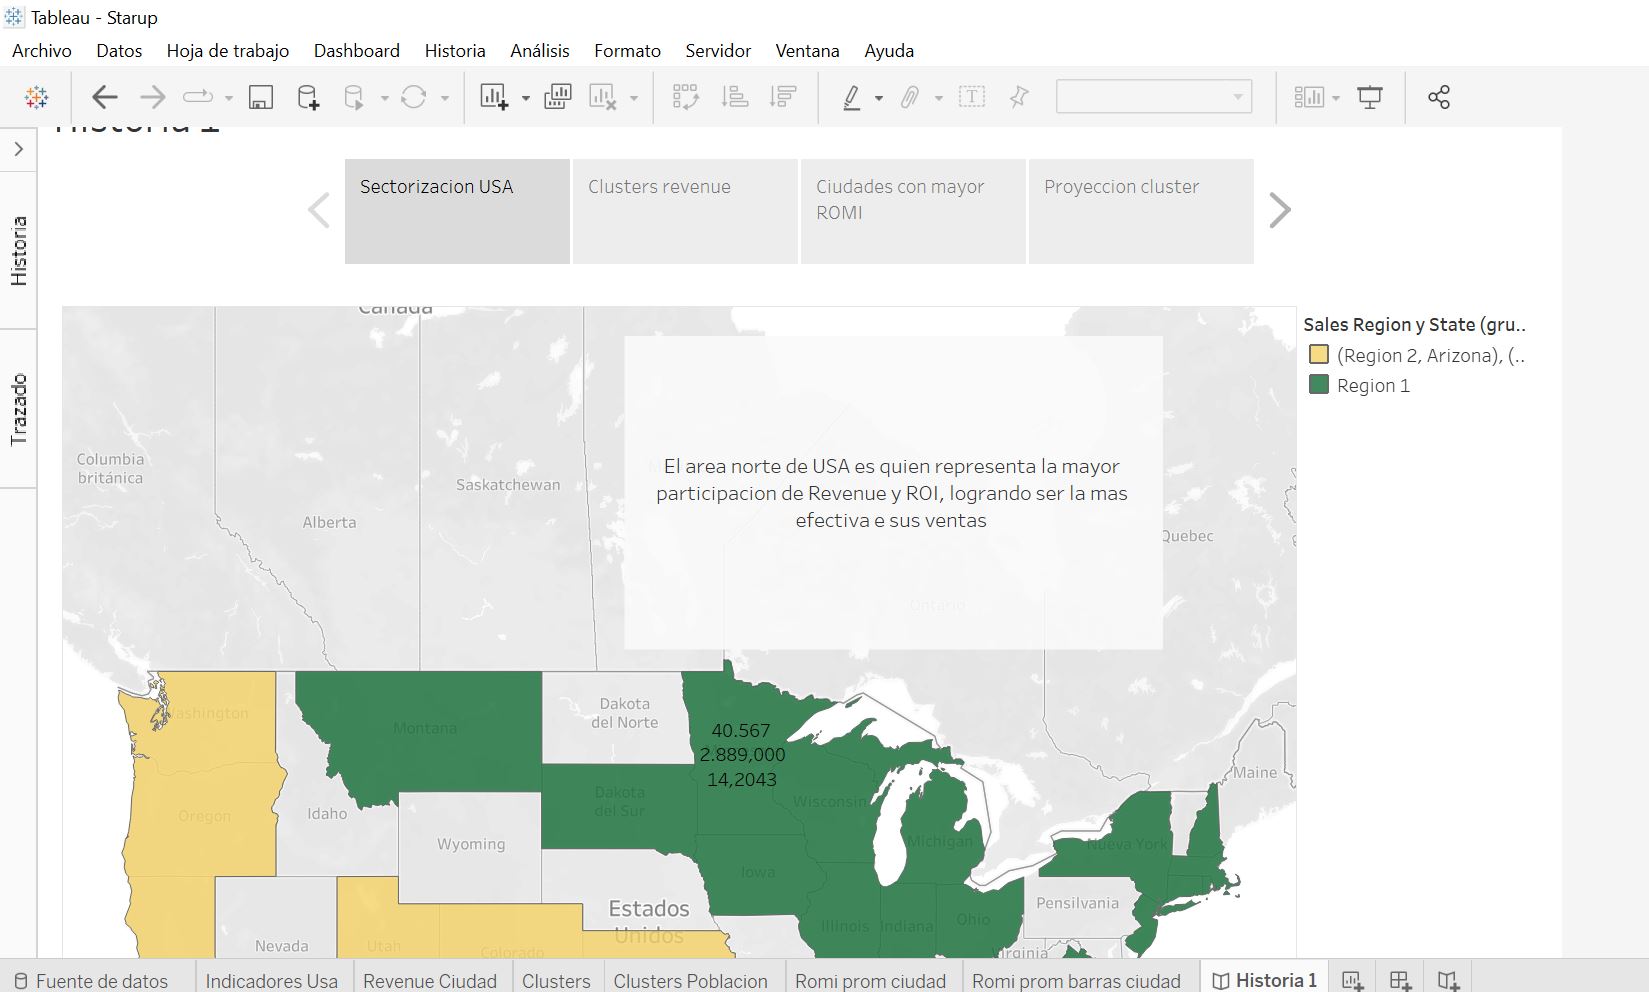 Tableau - Starup
Archivo Datos Hoja de trabajo Dashboard Historia Análisis Formato Servidor Ventana Ayuda
Historia 1
Sectorizacion USA
Clusters revenue
Ciudades con mayor
ROMI
Proyeccion cluster
Historia
Trazado
Canada
Columbia
británica
Alberta
Saskatchewan
El area norte de USA es quien representa la mayor
participacion de Revenue y ROI, logrando ser la mas
efectiva e sus ventas
Ontario
Quebec
Sales Region y State (gru..
(Region 2, Arizona), (..
Region 1
Washington
Montana
Dakota
del Norte
40.567
2.889,000
14,2043
Oregon
Idaho
Wyoming
Dakota
del Sur
Wisconsin
Michigan
Nueva York
Maine
Iowa
Estados
Unidos
Illinois
Indiana
Ohio
Pensilvania
Nevada
Utah
Colorado
Virginia
Fuente de datos Indicadores Usa Revenue Ciudad Clusters Clusters Poblacion Romi prom ciudad Romi prom barras ciudad Historia 1